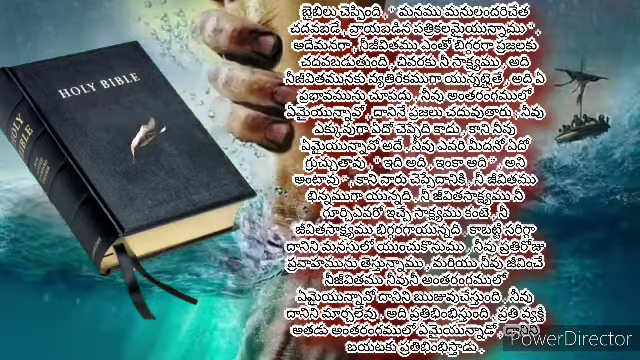 బైబిలు చెప్పింది, " మనము మనులందరిచేత
చదవబడే, వ్రాయబడిన పత్రికలమైయున్నాము ".
అదేమనగా, నీజీవితము ఎంతో బిగ్గరగా ప్రజలకు
చదవబడుతుంది, చివరకు నీ సాక్ష్యము, అది
నీజీవితమునకు వ్యతిరేకముగా యున్నట్లైతే, అది ఏ
ప్రభావమును చూపదు, నీవు అంతరంగములో
ఏమైయున్నావో, దానినే ప్రజలు చదువుతారు; నీవు
ఎక్కువుగా ఏదో చెప్పేది కాదు, కాని నీవు
ఏమైయున్నావో అదే. నీవు ఎవరి మీదనో ఏదో
గ్రుచ్చుతావు, " ఇది అది, ఇంకా అది ", అని
అంటావు ", కాని వారు చెప్పేదానికి, నీ జీవితము
భిన్నముగా యున్నది. నీ జీవితసాక్ష్యము నీ
గూర్చిఎవరో ఇచ్చే సాక్ష్యము కంటె, నీ
జీవితసాక్ష్యము బిగ్గరగాయున్నది. కాబట్టి సరిగ్గా
దానిని మనసులో యుంచుకొనుము, నీవు ప్రతిరోజు
ప్రవాహమును తెస్తున్నావు, మరియు నీవు జీవించే
నీజీవితము నీవునీ అంతరంగములో
ఏమైయున్నావో దానిని ఋజువుచేస్తుంది. నీవు
దానిని మార్చలేవు, అది ప్రతిభింభిస్తుంది, ప్రతి వ్యక్తి
అతడు అంతరంగములో ఏమైయున్నాడో, దానిని
బయటకు ప్రతిభింభిస్తాడు.
HOLY BIBLE
HOLY
BIBLE
PowerDirector